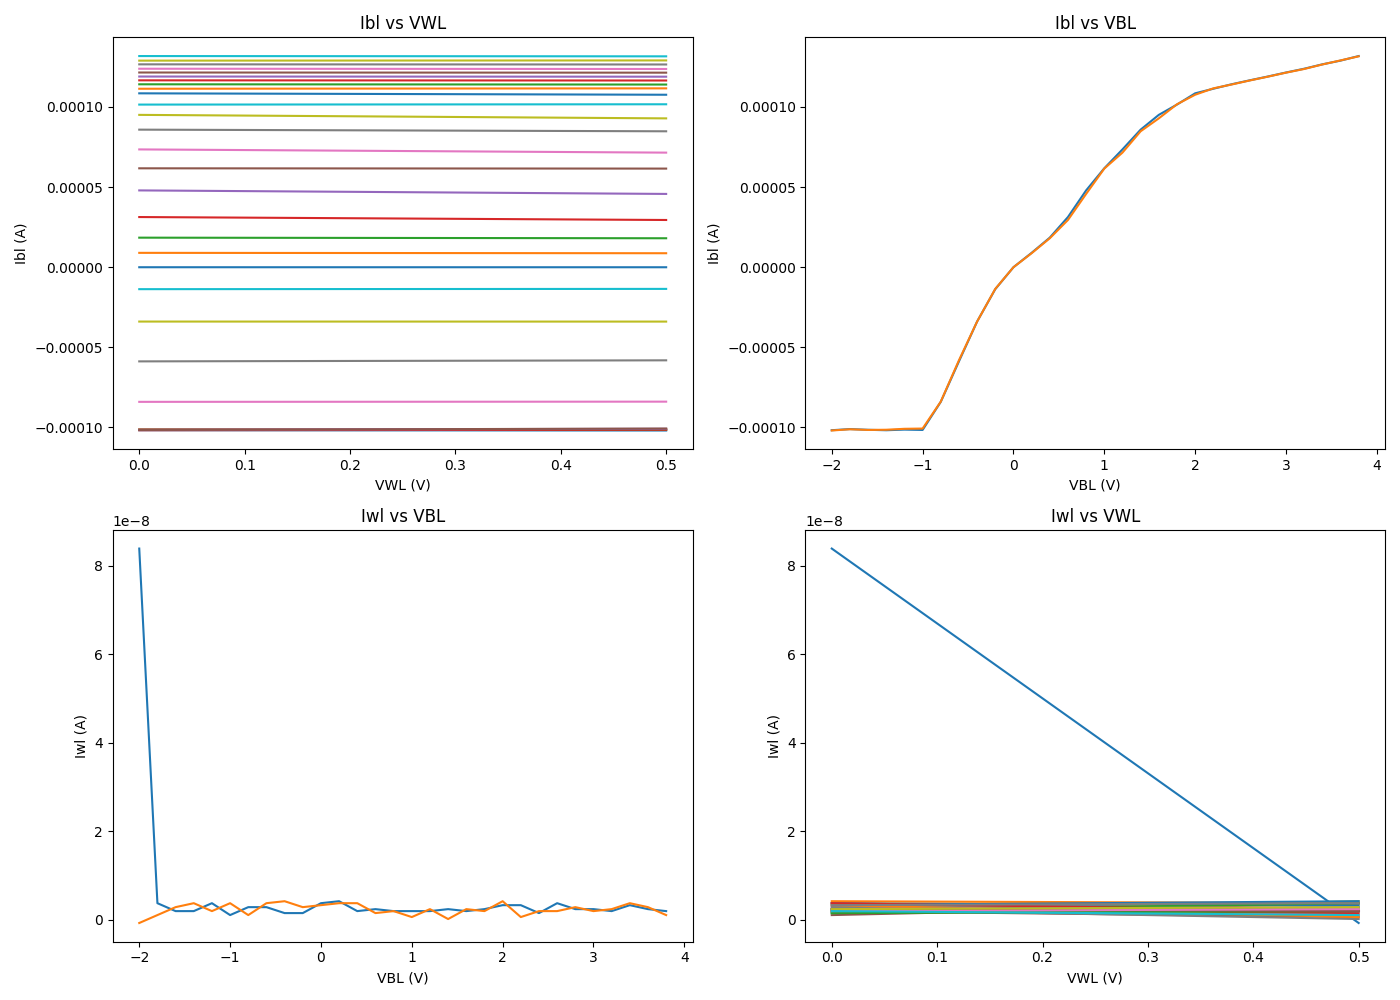 Ibl vs VWL
Ibl (A)
0.00010
0.00005
0.00000
−0.00005
−0.00010
0.0 0.1 0.2 0.3 0.4 0.5
VWL (V)
Ibl vs VBL
Ibl (A)
0.00010
0.00005
0.00000
−0.00005
−0.00010
−2 −1 0 1 2 3 4
VBL (V)
Iwl vs VBL
1e−8
Iwl (A)
8
6
4
2
0
−2 −1 0 1 2 3 4
VBL (V)
Iwl vs VWL
1e−8
Iwl (A)
8
6
4
2
0
0.0 0.1 0.2 0.3 0.4 0.5
VWL (V)